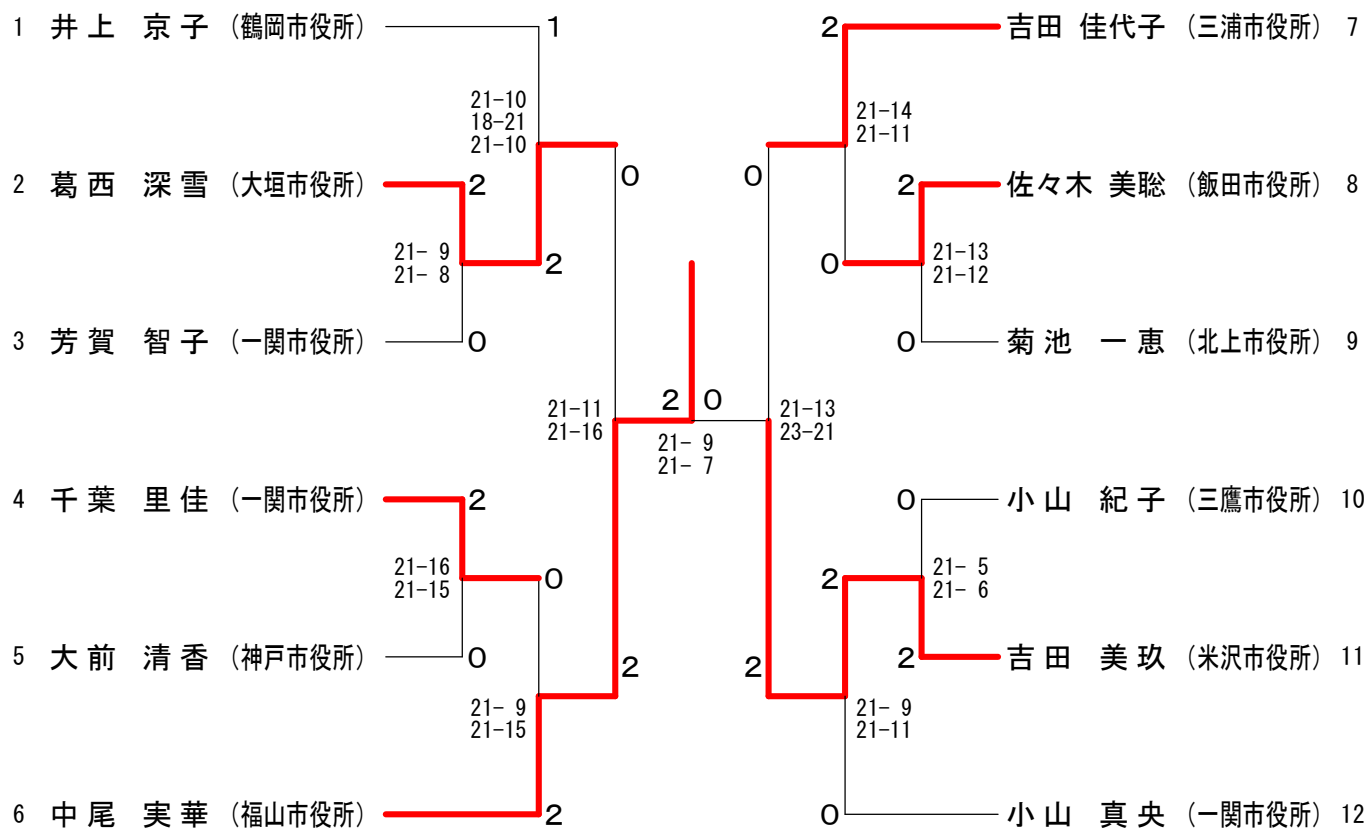 1 井上 京子 (鶴岡市役所) 1
21-10
18-21
21-10
0
2 葛西 深雪 (大垣市役所) 2
21- 9
21- 8
2
3 芳賀 智子 (一関市役所) 0
21-11
21-16
2 0
21- 9
21- 7
4 千葉 里佳 (一関市役所) 2
21-16
21-15
0
5 大前 清香 (神戸市役所) 0
2
21- 9
21-15
6 中尾 実華 (福山市役所) 2
2 吉田 佳代子 (三浦市役所) 7
21-14
21-11
0
2 佐々木 美聡 (飯田市役所) 8
0
21-13
21-12
0 菊池 一恵 (北上市役所) 9
21-13
23-21
0 小山 紀子 (三鷹市役所) 10
2
21- 5
21- 6
2 吉田 美玖 (米沢市役所) 11
2
21- 9
21-11
0 小山 真央 (一関市役所) 12